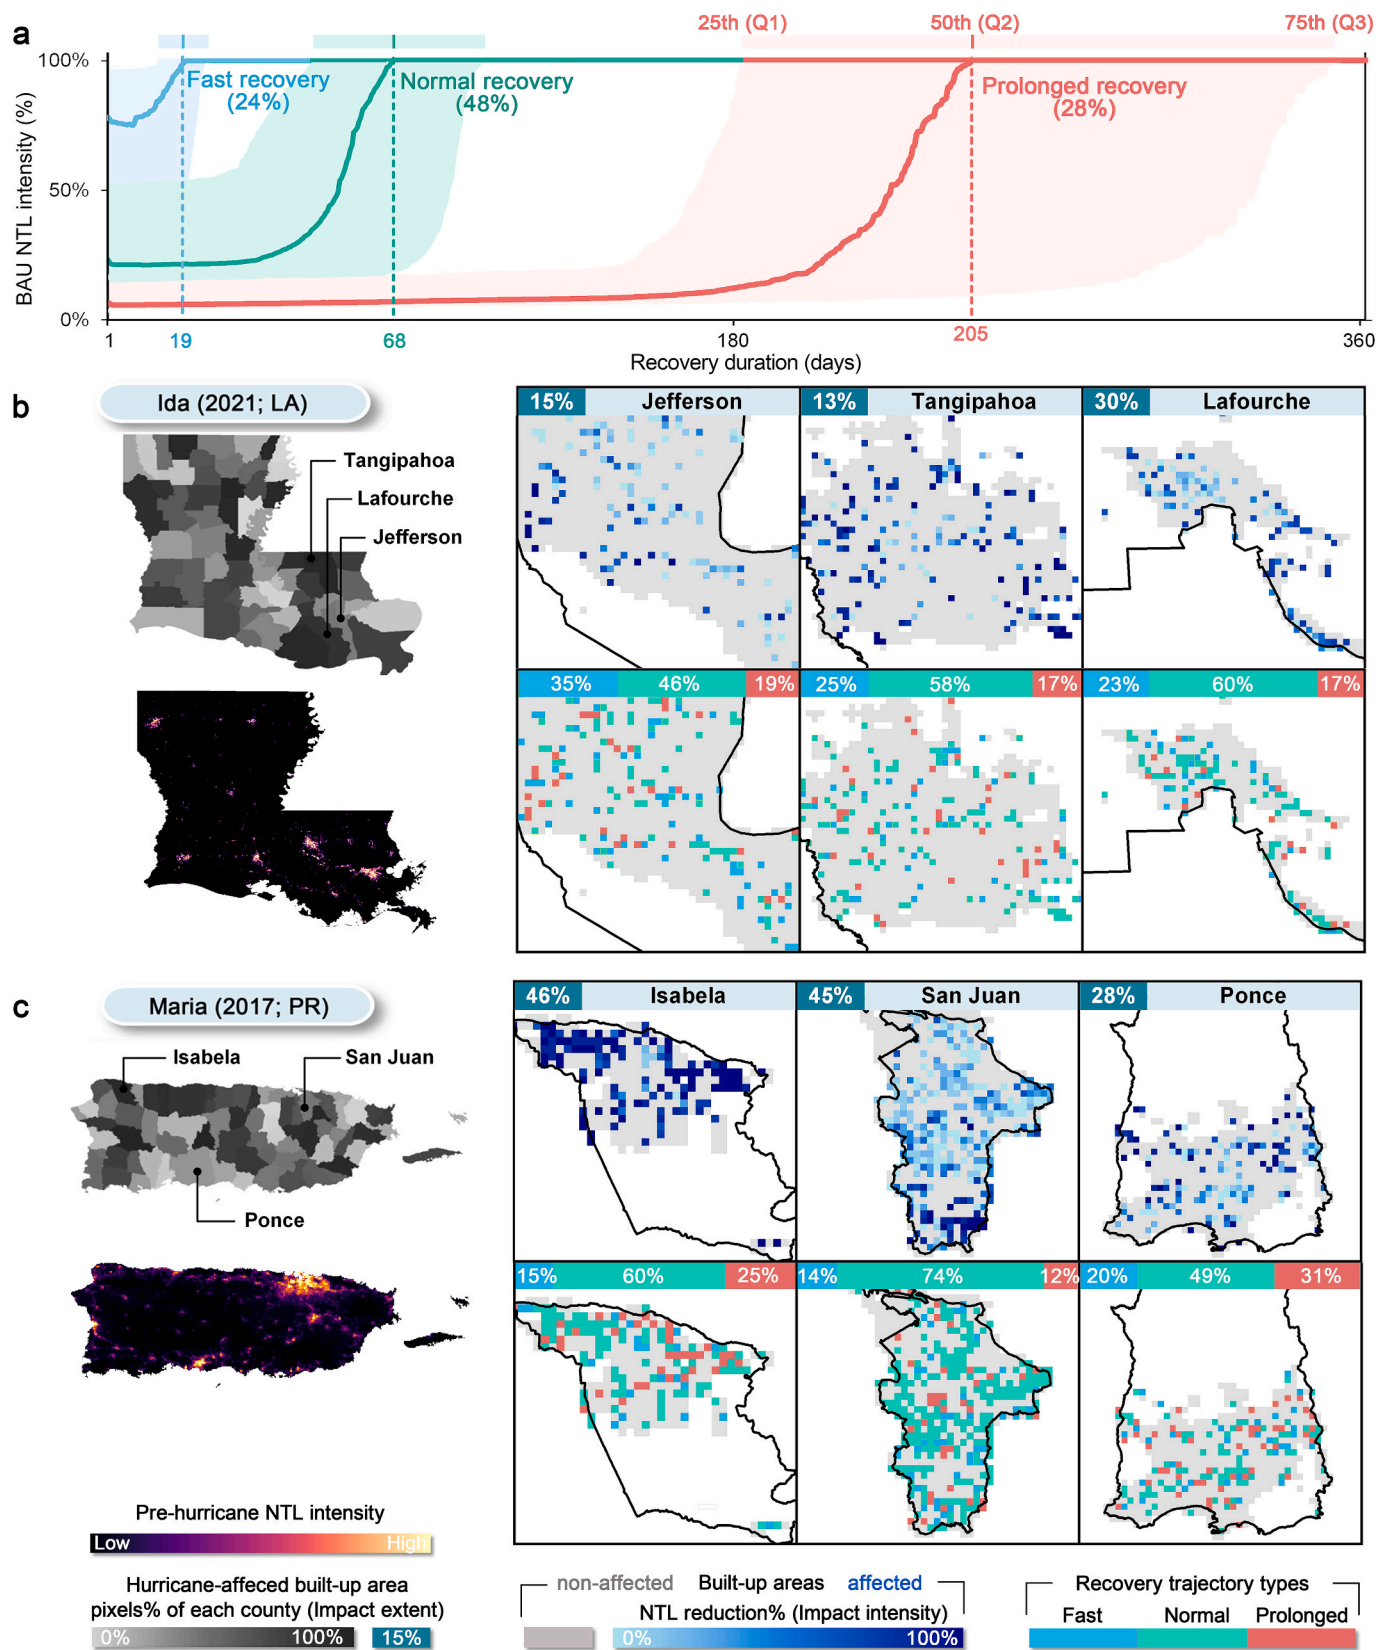 a
25th (Q1)
50th (Q2)
75th (Q3)
100%
50%
0%
BAU NTL intensity (%)
Fast recovery
(24%)
Normal recovery
(48%)
Prolonged recovery
(28%)
1
19
68
180
205
360
Recovery duration (days)
b
Ida (2021; LA)
Tangipahoa
Lafourche
Jefferson
15% Jefferson
13% Tangipahoa
30% Lafourche
35% 46% 19%
25% 58% 17%
23% 60% 17%
c
Maria (2017; PR)
Isabela
San Juan
Ponce
46% Isabela
45% San Juan
28% Ponce
15% 60% 25%
14% 74% 12%
20% 49% 31%
Pre-hurricane NTL intensity
Low High
Hurricane-affeced built-up area
pixels% of each county (Impact extent)
0% 100% 15%
non-affected Built-up areas affected
NTL reduction% (Impact intensity)
0% 100%
Recovery trajectory types
Fast Normal Prolonged